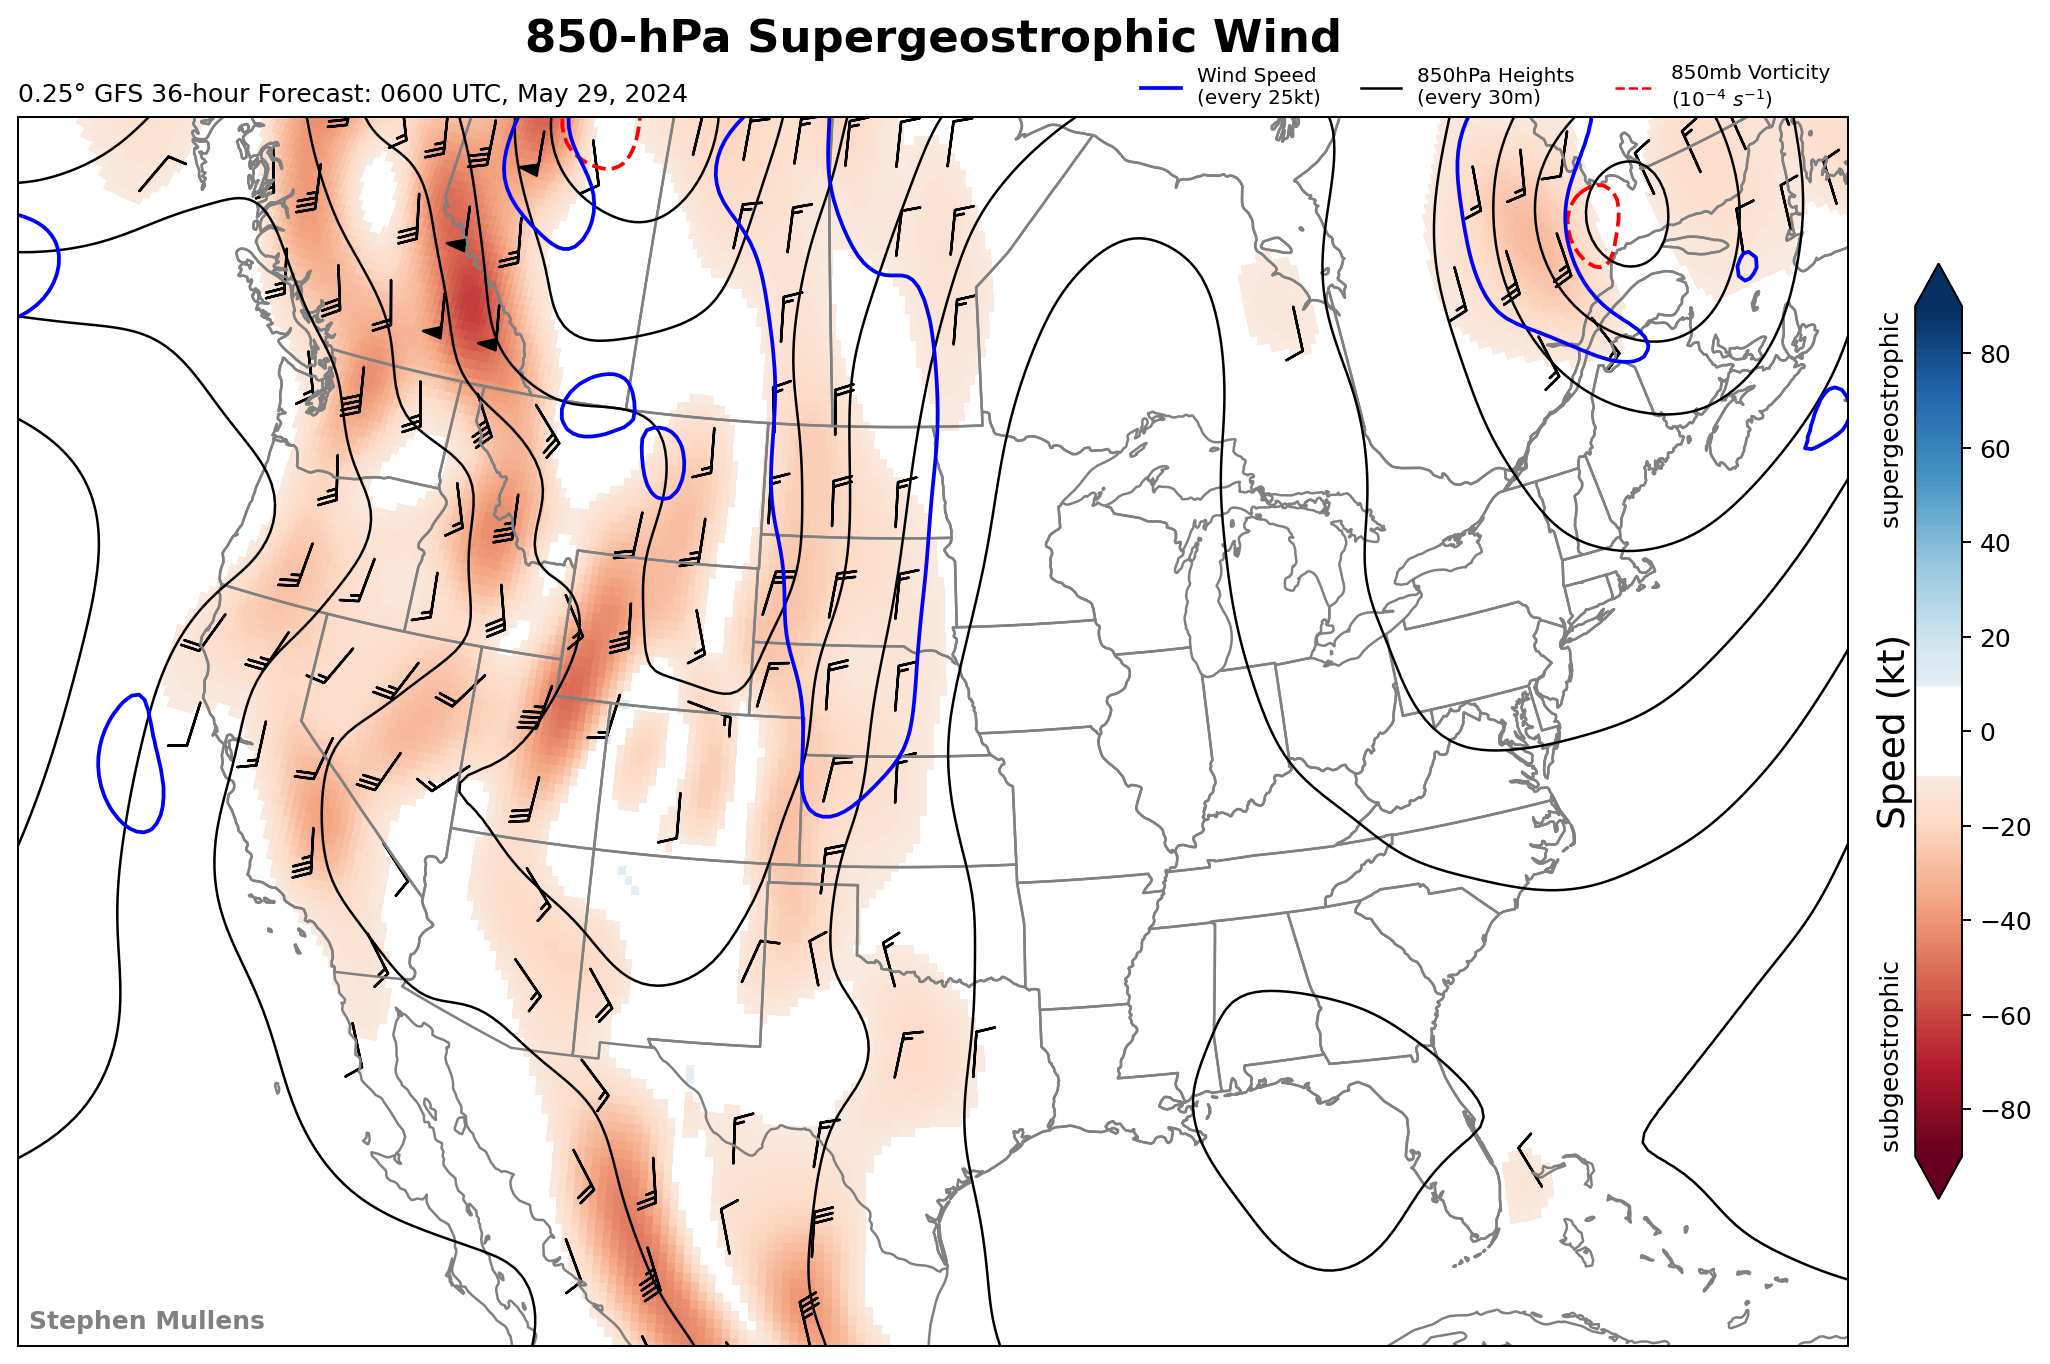 850-hPa Supergeostrophic Wind
0.25° GFS 36-hour Forecast: 0600 UTC, May 29, 2024
Wind Speed
(every 25kt)
850hPa Heights
(every 30m)
850mb Vorticity
(10⁻⁴ s⁻¹)
supergeostrophic
Speed (kt)
subgeostrophic
80
60
40
20
0
−20
−40
−60
−80
Stephen Mullens